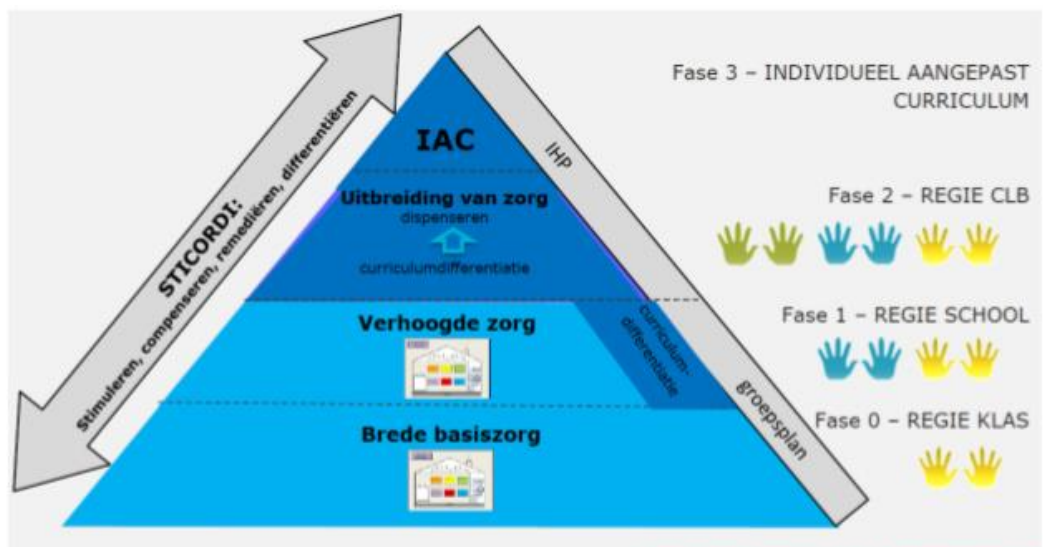 STICORDI:
Stimuleren, compenseren, remediëren, differentiëren
IAC
Uitbreiding van zorg
dispenseren
curriculumdifferentiatie
Verhoogde zorg
Brede basiszorg
curriculum-
differentiatie
IHP
groepsplan
Fase 3 – INDIVIDUEEL AANGEPAST
CURRICULUM
Fase 2 – REGIE CLB
Fase 1 – REGIE SCHOOL
Fase 0 – REGIE KLAS